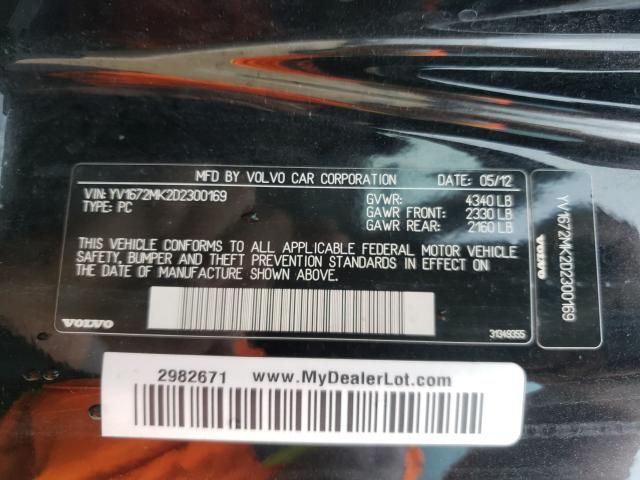 MFD BY VOLVO CAR CORPORATION DATE: 05/12
VIN: YV1672MK2D2300169 GVWR: 4340 LB
TYPE: PC GAWR FRONT: 2330 LB
GAWR REAR: 2160 LB
THIS VEHICLE CONFORMS TO ALL APPLICABLE FEDERAL MOTOR VEHICLE
SAFETY, BUMPER AND THEFT PREVENTION STANDARDS IN EFFECT ON THE
DATE OF MANUFACTURE SHOWN ABOVE.
VOLVO 31349355
YV1672MK2D2300169
VOLVO
2982671 www.MyDealerLot.com